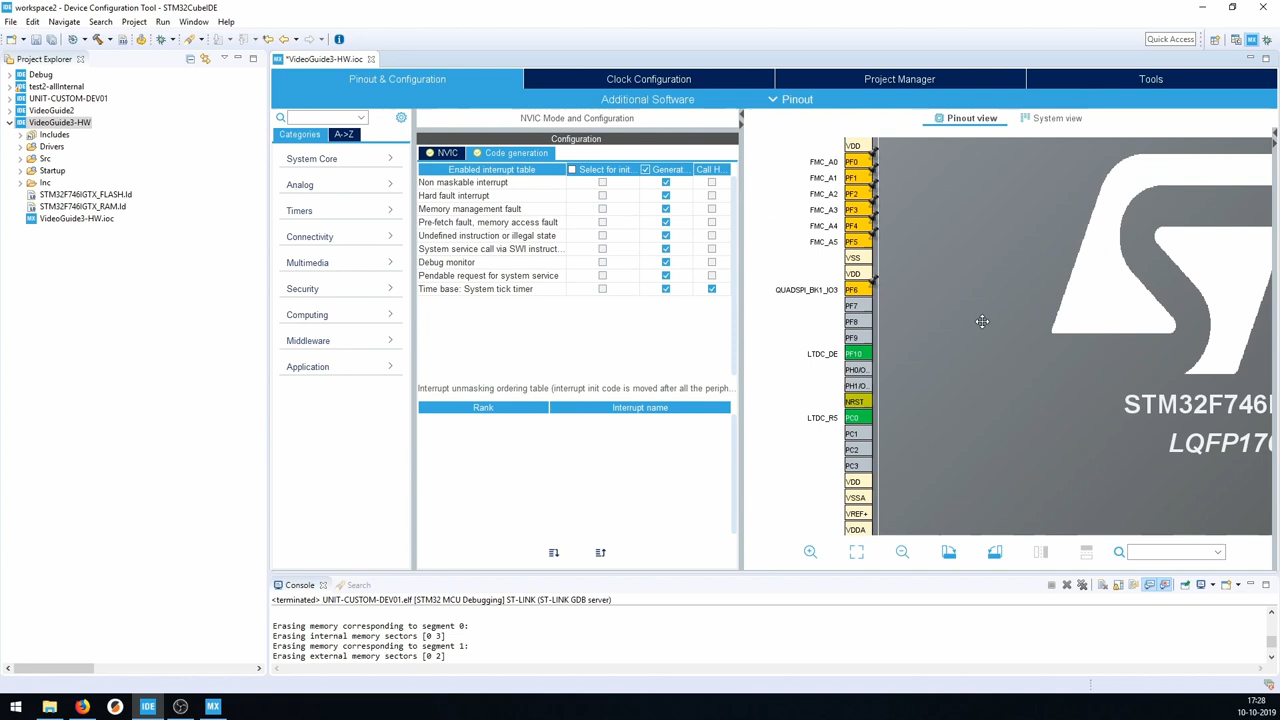 workspace2 - Device Configuration Tool - STM32CubeIDE
File Edit Navigate Search Project Run Window Help
Quick Access
Project Explorer
*VideoGuide3-HW.ioc
Debug
test2-allInternal
UNIT-CUSTOM-DEV01
VideoGuide2
VideoGuide3-HW
Includes
Drivers
Src
Startup
Inc
STM32F746IGTX_FLASH.ld
STM32F746IGTX_RAM.ld
VideoGuide3-HW.ioc
Pinout & Configuration
Clock Configuration
Project Manager
Tools
Additional Software
Pinout
Categories
A->Z
System Core
Analog
Timers
Connectivity
Multimedia
Security
Computing
Middleware
Application
NVIC Mode and Configuration
Configuration
NVIC
Code generation
Enabled interrupt table Select for init... Generat... Call H...
Non maskable interrupt
Hard fault interrupt
Memory management fault
Pre-fetch fault, memory access fault
Undefined instruction or illegal state
System service call via SWI instruct...
Debug monitor
Pendable request for system service
Time base: System tick timer
Interrupt unmasking ordering table (interrupt init code is moved after all the periph...
Rank Interrupt name
Pinout view
System view
VDD
FMC_A0 PF0
FMC_A1 PF1
FMC_A2 PF2
FMC_A3 PF3
FMC_A4 PF4
FMC_A5 PF5
VSS
VDD
QUADSPI_BK1_IO3 PF6
PF7
PF8
PF9
LTDC_DE PF10
PH0/O..
PH1/O..
NRST
LTDC_R5 PC0
PC1
PC2
PC3
VDD
VSSA
VREF+
VDDA
STM32F746I
LQFP17
Console
Search
<terminated> UNIT-CUSTOM-DEV01.elf [STM32 MCU Debugging] ST-LINK (ST-LINK GDB server)
Erasing memory corresponding to segment 0:
Erasing internal memory sectors [0 3]
Erasing memory corresponding to segment 1:
Erasing external memory sectors [0 2]
IDE
MX
17:28
10-10-2019